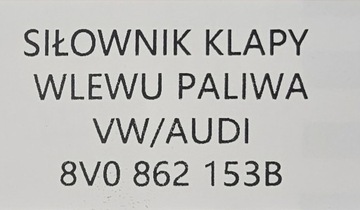 SIŁOWNIK KLAPY
WLEWU PALIWA
VW/AUDI
8V0 862 153B